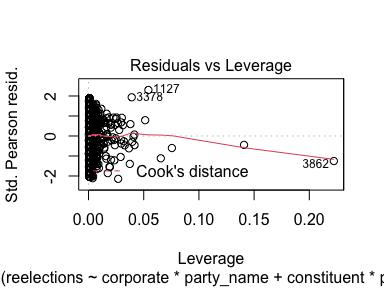 Residuals vs Leverage
Std. Pearson resid.
2
0
-2
1127
3378
3862
Cook's distance
0.00 0.05 0.10 0.15 0.20
Leverage
(reelections ~ corporate * party_name + constituent * p